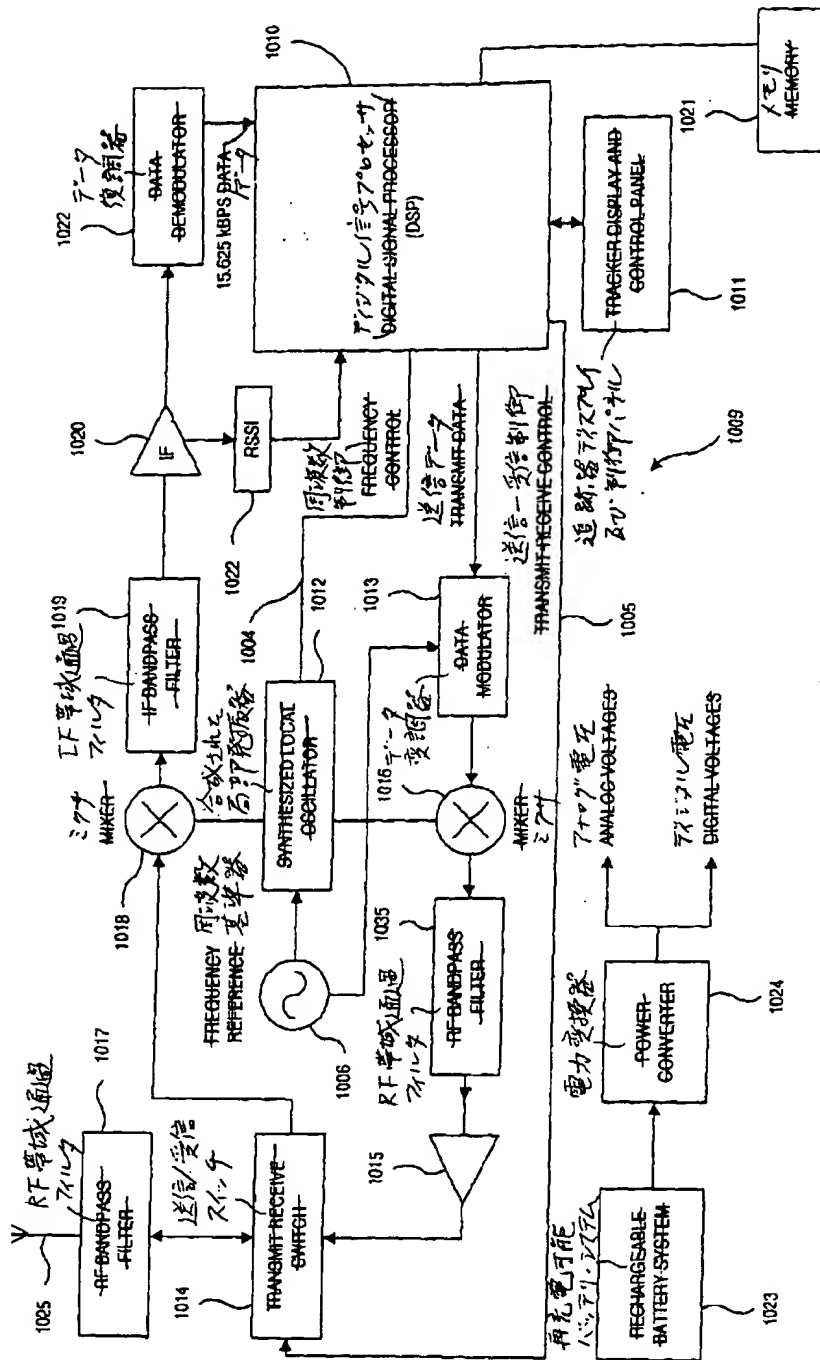 1025
RF帯域通過
フィルタ
1017
RF BANDPASS
FILTER
送信/受信
スイッチ
1014
TRANSMIT RECEIVE
SWITCH
ミクサ
MIXER
1018
IF帯域通過
フィルタ
1019
IF BANDPASS
FILTER
1020
IF
RSSI
1022
データ
復調器
1022
DATA
DEMODULATOR
15.625 KBPS DATA
データ
1010
ディジタル信号プロセッサ
DIGITAL SIGNAL PROCESSOR
(DSP)
周波数
基準器
FREQUENCY
REFERENCE
1006
合成された
局部発振器
SYNTHESIZED LOCAL
OSCILLATOR
1012
1004
周波数
制御
FREQUENCY
CONTROL
送信データ
TRANSMIT DATA
送信-受信制御
TRANSMIT-RECEIVE CONTROL
1005
1015
RF帯域通過
フィルタ
1035
RF BANDPASS
FILTER
1016
MIXER
ミクサ
データ
変調器
1013
DATA
MODULATOR
追跡器ディスプレイ
及び制御パネル
TRACKER DISPLAY AND
CONTROL PANEL
1011
メモリ
MEMORY
1021
1009
再充電可能
バッテリ・システム
RECHARGEABLE
BATTERY SYSTEM
1023
電力変換器
POWER
CONVERTER
1024
アナログ電圧
ANALOG VOLTAGES
ディジタル電圧
DIGITAL VOLTAGES